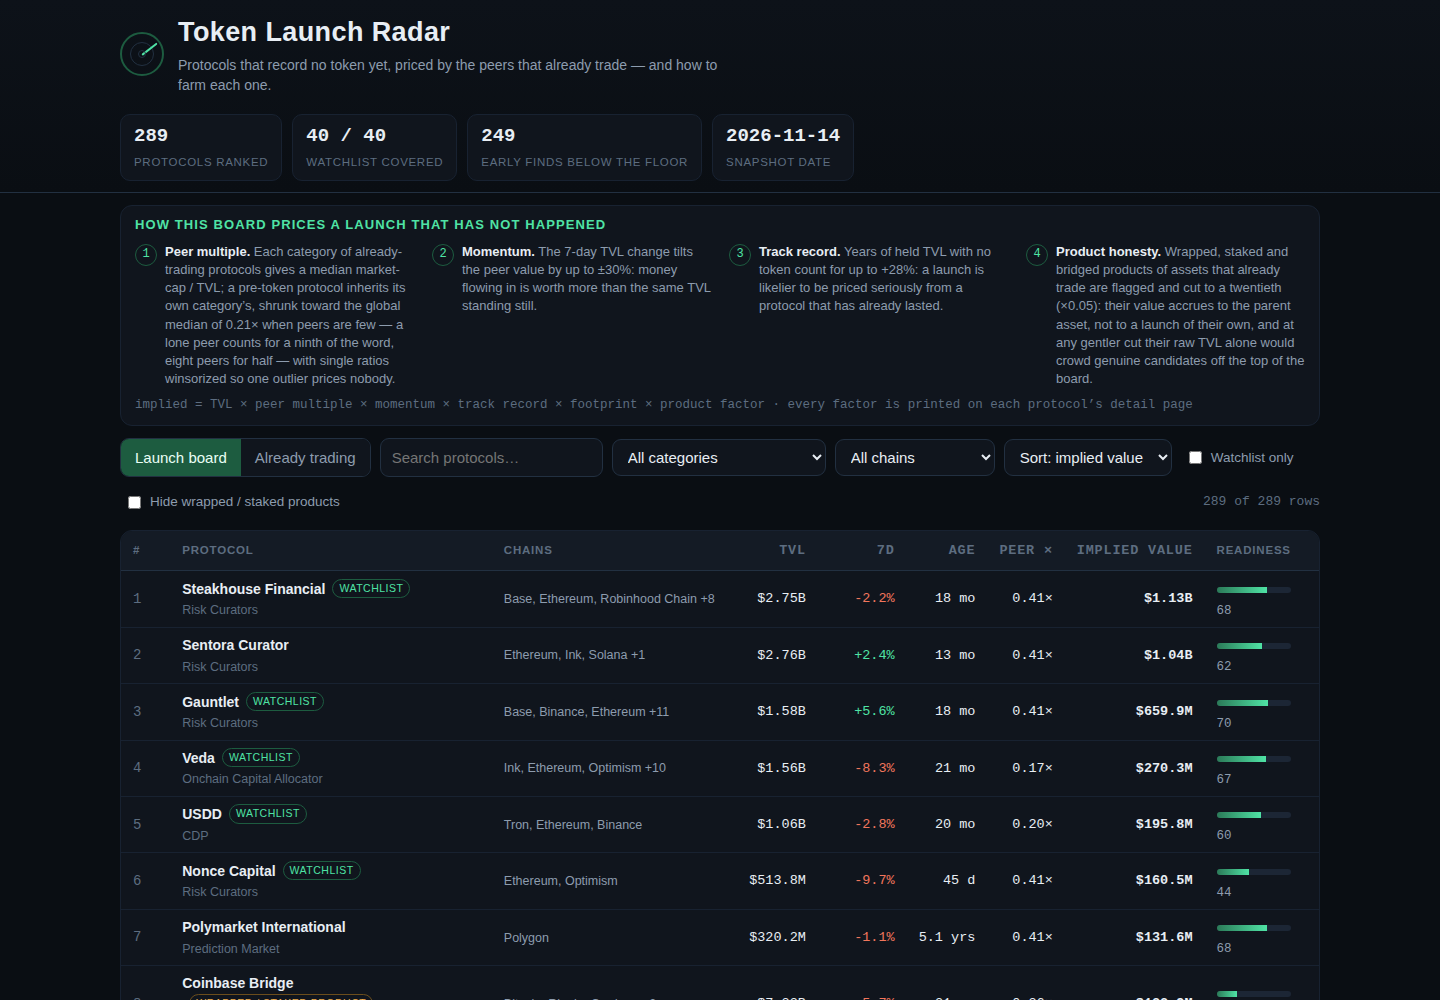 Token Launch Radar
Protocols that record no token yet, priced by the peers that already trade — and how to
farm each one.
289
PROTOCOLS RANKED
40 / 40
WATCHLIST COVERED
249
EARLY FINDS BELOW THE FLOOR
2026-11-14
SNAPSHOT DATE
HOW THIS BOARD PRICES A LAUNCH THAT HAS NOT HAPPENED
1
Peer multiple. Each category of already-
trading protocols gives a median market-
cap / TVL; a pre-token protocol inherits its
own category's, shrunk toward the global
median of 0.21× when peers are few — a
lone peer counts for a ninth of the word,
eight peers for half — with single ratios
winsorized so one outlier prices nobody.
2
Momentum. The 7-day TVL change tilts
the peer value by up to ±30%: money
flowing in is worth more than the same TVL
standing still.
3
Track record. Years of held TVL with no
token count for up to +28%: a launch is
likelier to be priced seriously from a
protocol that has already lasted.
4
Product honesty. Wrapped, staked and
bridged products of assets that already
trade are flagged and cut to a twentieth
(×0.05): their value accrues to the parent
asset, not to a launch of their own, and at
any gentler cut their raw TVL alone would
crowd genuine candidates off the top of the
board.
implied = TVL × peer multiple × momentum × track record × footprint × product factor · every factor is printed on each protocol's detail page
Launch board
Already trading
Search protocols…
All categories
All chains
Sort: implied value
Watchlist only
Hide wrapped / staked products
289 of 289 rows
# PROTOCOL CHAINS TVL 7D AGE PEER × IMPLIED VALUE READINESS
1 Steakhouse Financial WATCHLIST Base, Ethereum, Robinhood Chain +8 $2.75B -2.2% 18 mo 0.41× $1.13B
Risk Curators 68
2 Sentora Curator Ethereum, Ink, Solana +1 $2.76B +2.4% 13 mo 0.41× $1.04B
Risk Curators 62
3 Gauntlet WATCHLIST Base, Binance, Ethereum +11 $1.58B +5.6% 18 mo 0.41× $659.9M
Risk Curators 70
4 Veda WATCHLIST Ink, Ethereum, Optimism +10 $1.56B -8.3% 21 mo 0.17× $270.3M
Onchain Capital Allocator 67
5 USDD WATCHLIST Tron, Ethereum, Binance $1.06B -2.8% 20 mo 0.20× $195.8M
CDP 60
6 Nonce Capital WATCHLIST Ethereum, Optimism $513.8M -9.7% 45 d 0.41× $160.5M
Risk Curators 44
7 Polymarket International Polygon $320.2M -1.1% 5.1 yrs 0.41× $131.6M
Prediction Market 68
Coinbase Bridge